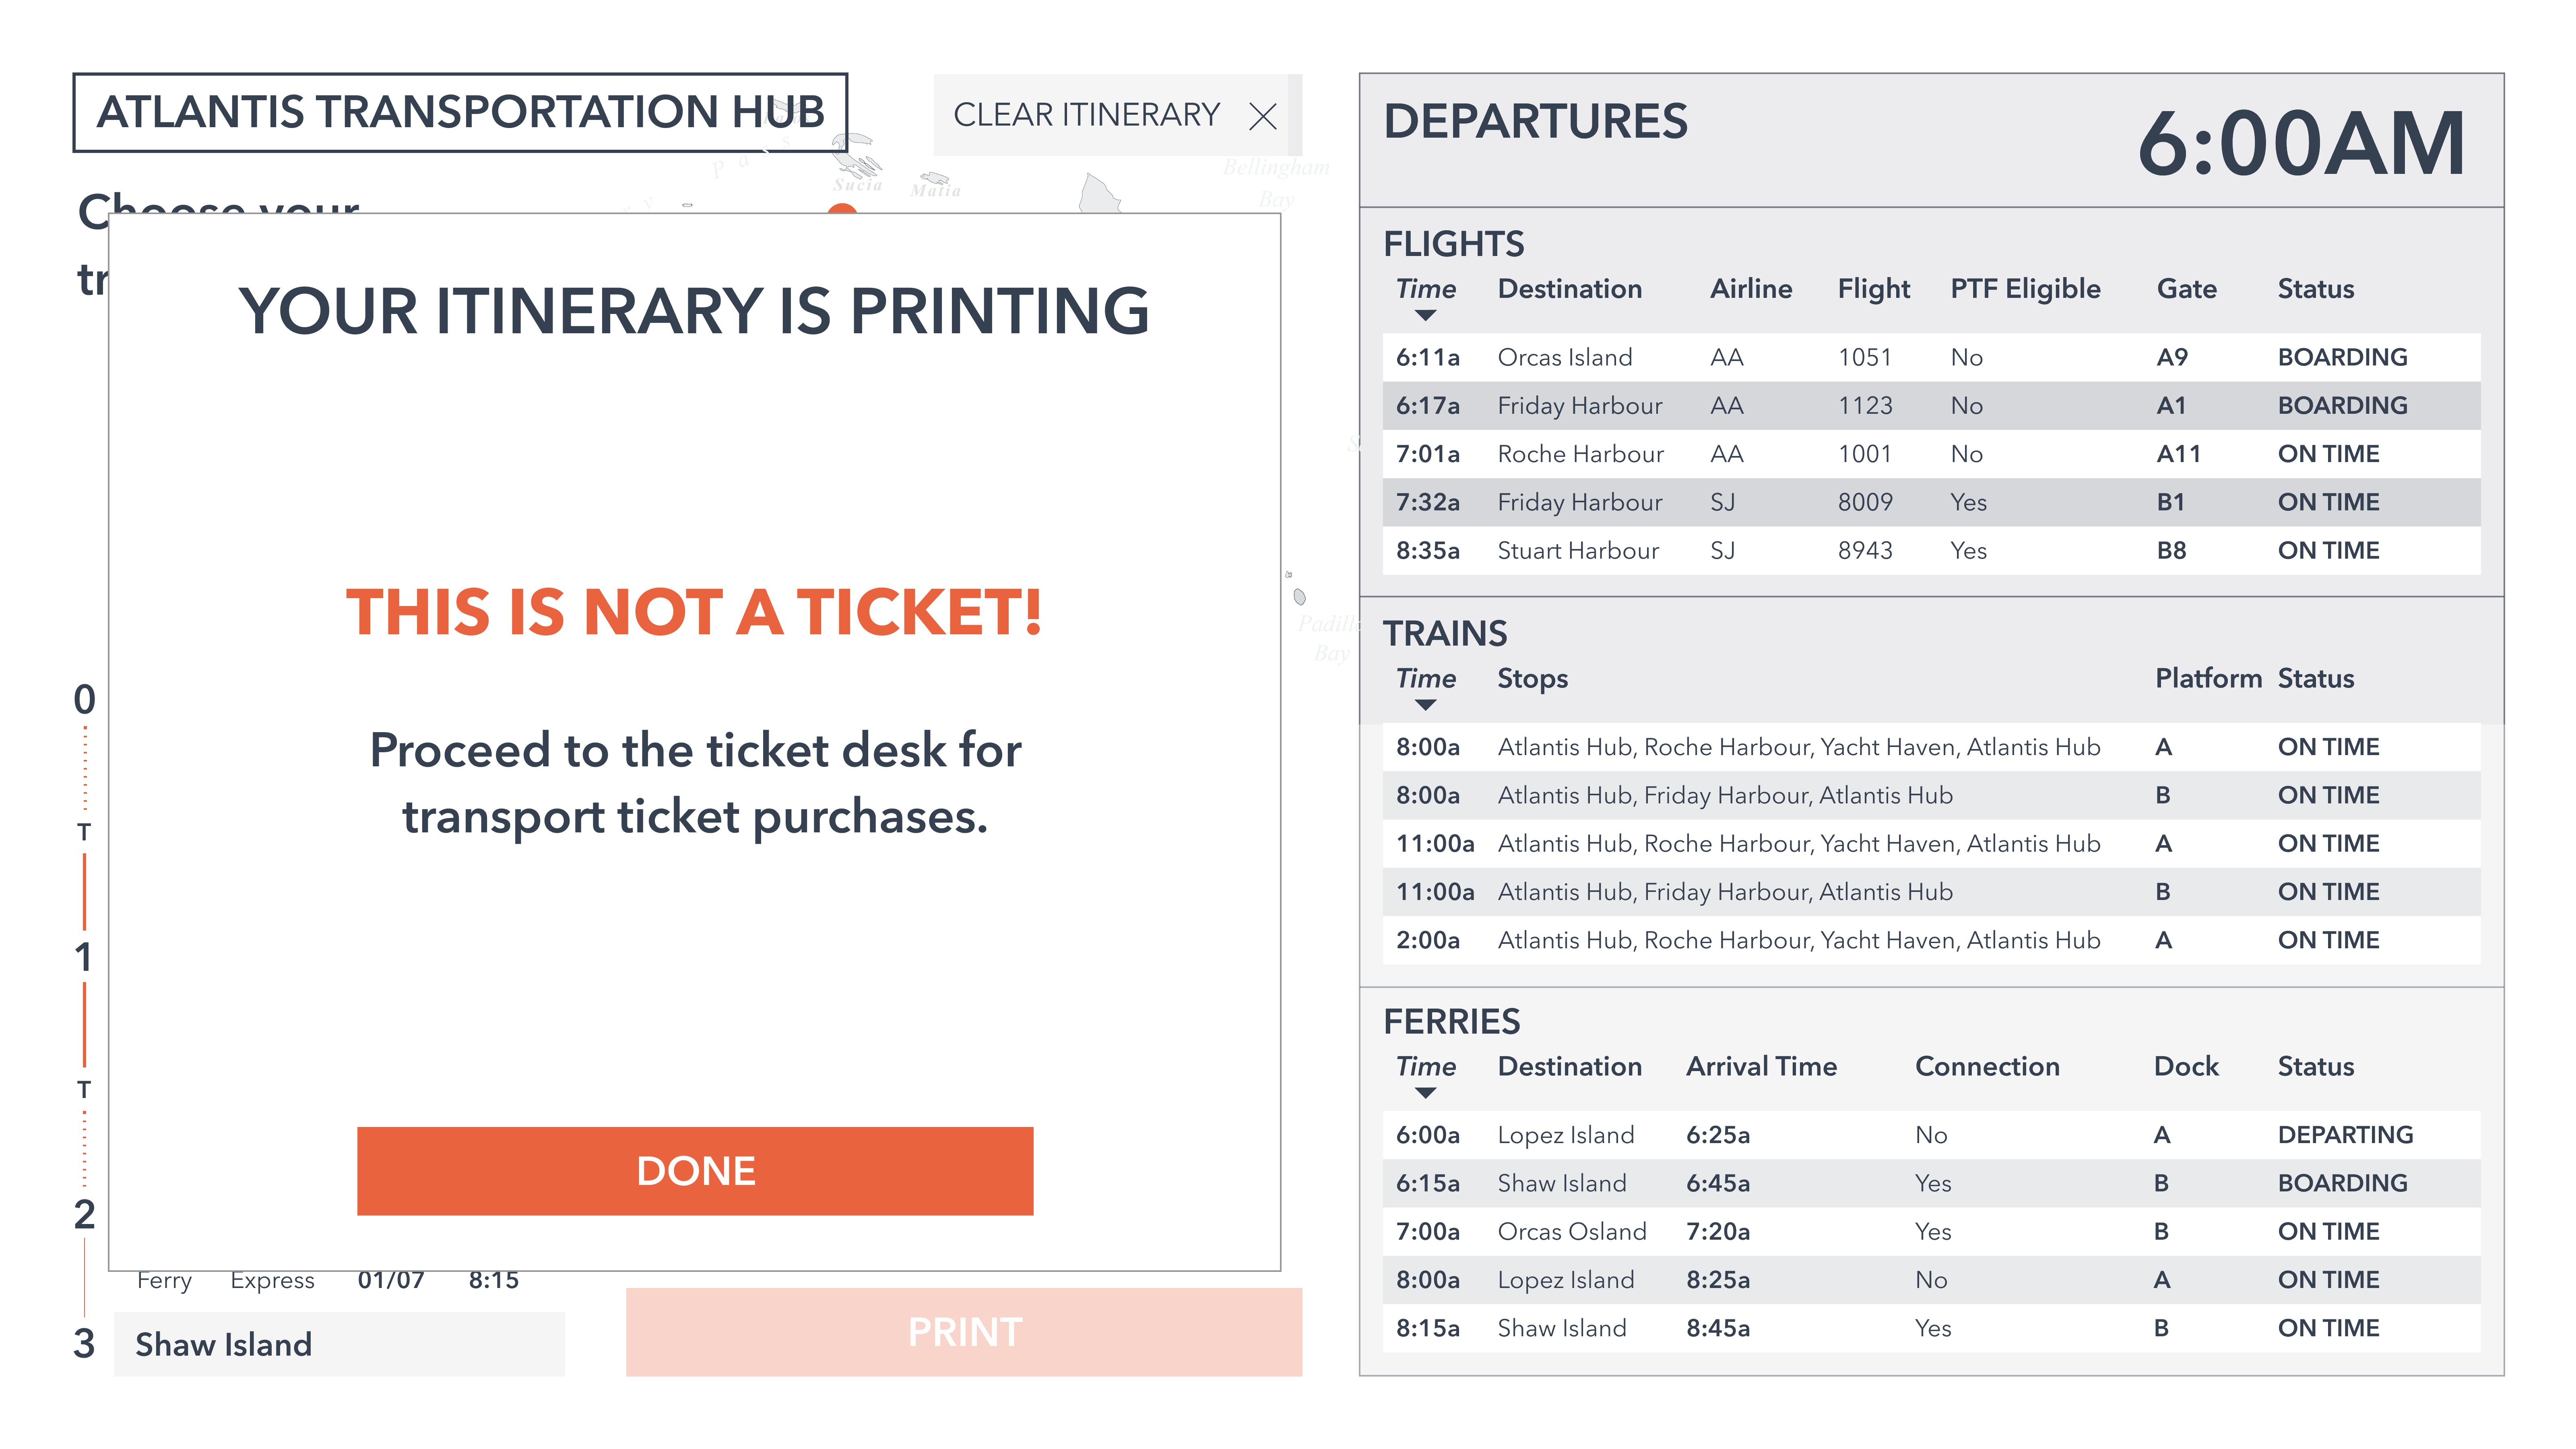 ATLANTIS TRANSPORTATION HUB
CLEAR ITINERARY
Sucia
Matia
Bellingham
Bay
Choose your
YOUR ITINERARY IS PRINTING
THIS IS NOT A TICKET!
Proceed to the ticket desk for
transport ticket purchases.
DONE
Bay
0
T
1
T
2
Ferry Express 01/07 8:15
3 Shaw Island
PRINT
DEPARTURES 6:00AM
FLIGHTS
Time Destination Airline Flight PTF Eligible Gate Status
6:11a Orcas Island AA 1051 No A9 BOARDING
6:17a Friday Harbour AA 1123 No A1 BOARDING
7:01a Roche Harbour AA 1001 No A11 ON TIME
7:32a Friday Harbour SJ 8009 Yes B1 ON TIME
8:35a Stuart Harbour SJ 8943 Yes B8 ON TIME
TRAINS
Time Stops Platform Status
8:00a Atlantis Hub, Roche Harbour, Yacht Haven, Atlantis Hub A ON TIME
8:00a Atlantis Hub, Friday Harbour, Atlantis Hub B ON TIME
11:00a Atlantis Hub, Roche Harbour, Yacht Haven, Atlantis Hub A ON TIME
11:00a Atlantis Hub, Friday Harbour, Atlantis Hub B ON TIME
2:00a Atlantis Hub, Roche Harbour, Yacht Haven, Atlantis Hub A ON TIME
FERRIES
Time Destination Arrival Time Connection Dock Status
6:00a Lopez Island 6:25a No A DEPARTING
6:15a Shaw Island 6:45a Yes B BOARDING
7:00a Orcas Osland 7:20a Yes B ON TIME
8:00a Lopez Island 8:25a No A ON TIME
8:15a Shaw Island 8:45a Yes B ON TIME